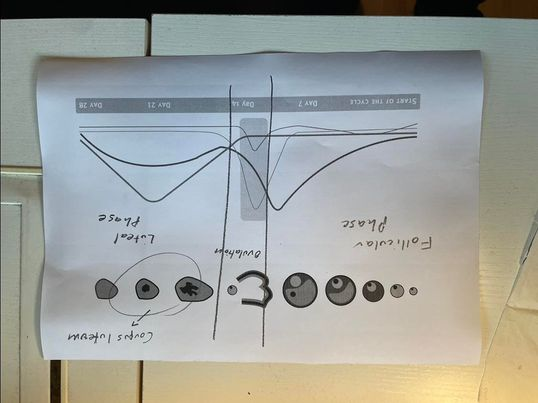 Corpus luteum
Ovulation
Follicular
Phase
Luteal
Phase
START OF THE CYCLE
DAY 7
DAY 14
DAY 21
DAY 28